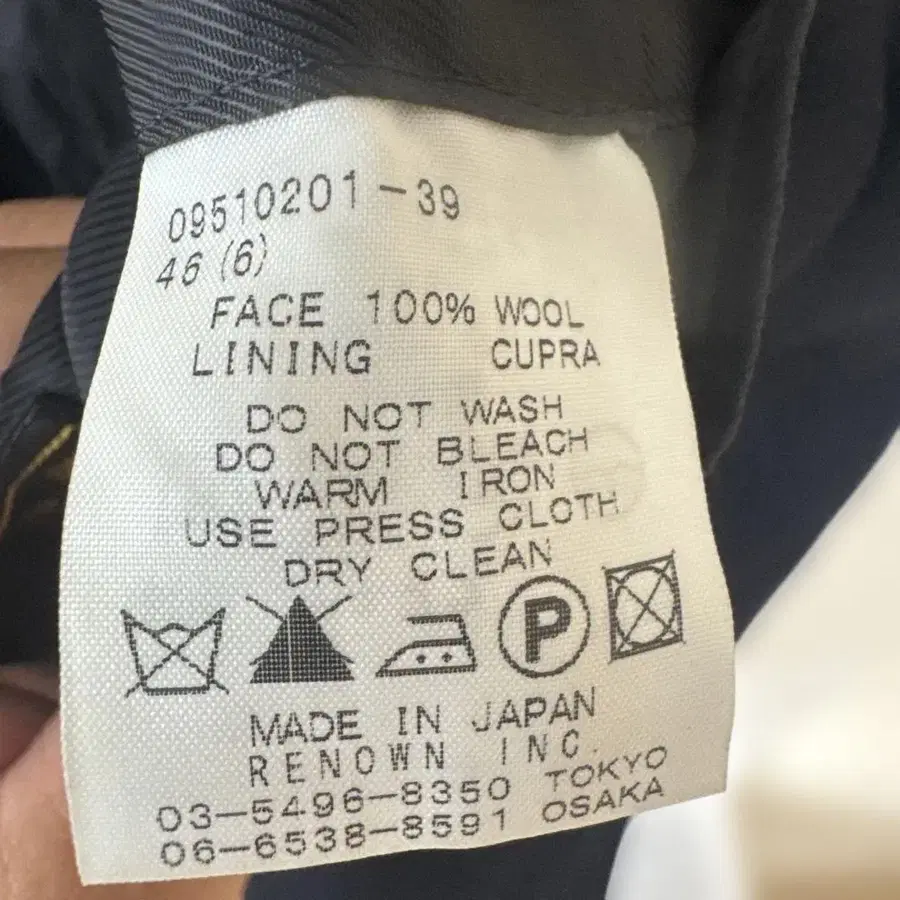 09510201-39
46 (6)
FACE 100% WOOL
LINING CUPRA
DO NOT WASH
DO NOT BLEACH
WARM IRON
USE PRESS CLOTH
DRY CLEAN
P
MADE IN JAPAN
RENOWN INC.
03-5496-8350 TOKYO
06-6538-8591 OSAKA